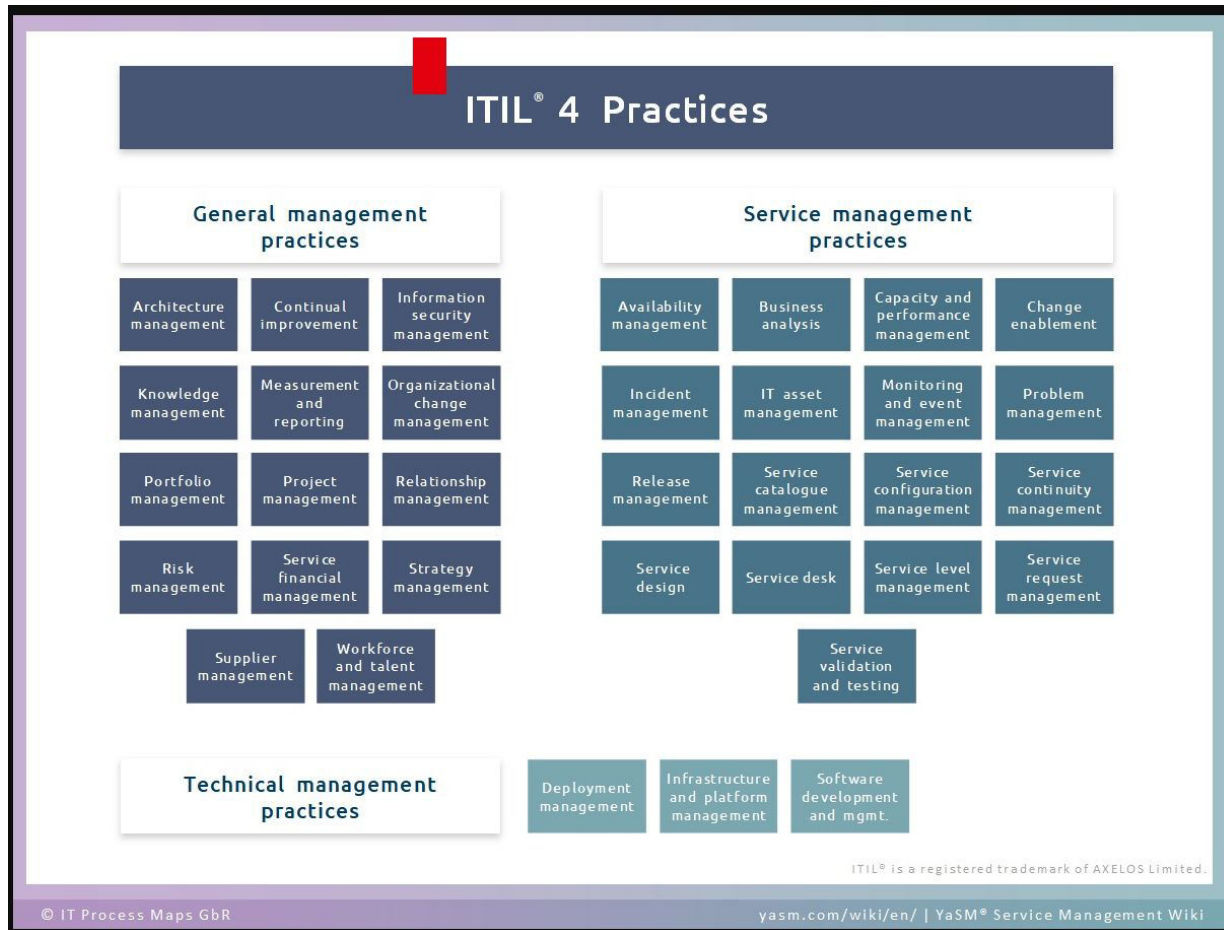 ITIL® 4 Practices
General management
practices
Architecture
management
Continual
improvement
Information
security
management
Knowledge
management
Measurement
and
reporting
Organizational
change
management
Portfolio
management
Project
management
Relationship
management
Risk
management
Service
financial
management
Strategy
management
Supplier
management
Workforce
and talent
management
Service management
practices
Availability
management
Business
analysis
Capacity and
performance
management
Change
enablement
Incident
management
IT asset
management
Monitoring
and event
management
Problem
management
Release
management
Service
catalogue
management
Service
configuration
management
Service
continuity
management
Service
design
Service desk
Service level
management
Service
request
management
Service
validation
and testing
Technical management
practices
Deployment
management
Infrastructure
and platform
management
Software
development
and mgmt.
ITIL® is a registered trademark of AXELOS Limited.
© IT Process Maps GbR
yasm.com/wiki/en/ | YaSM® Service Management Wiki